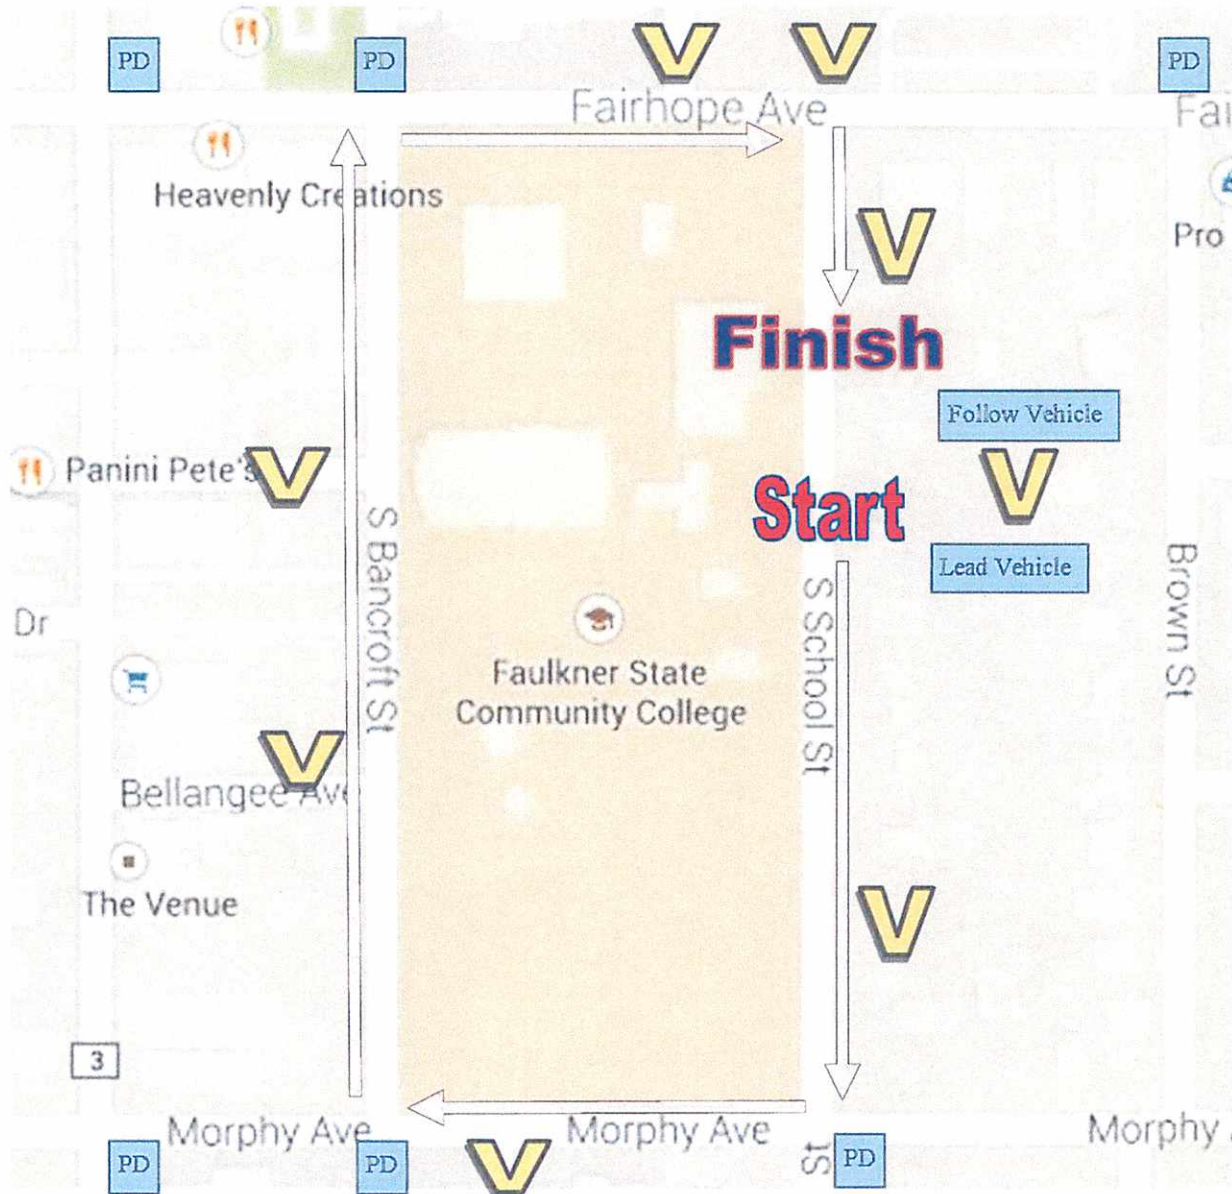 PD
PD
V
V
PD
Fairhope Ave
Fai
Heavenly Creations
V
Pro
Finish
Follow Vehicle
Panini Pete's
V
V
Start
Lead Vehicle
S Bancroft St
S School St
Brown St
Dr
Faulkner State
Community College
V
Bellangee Ave
The Venue
V
3
Morphy Ave
Morphy Ave
Morphy
PD
PD
V
St
PD